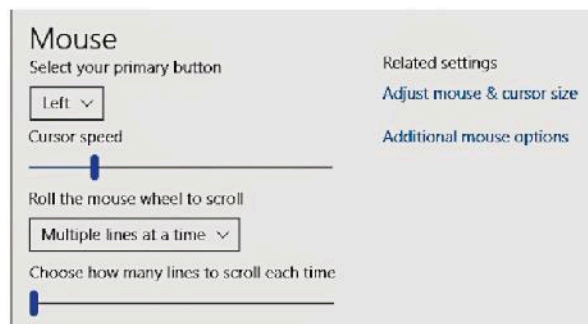 Mouse
Select your primary button
Left
Cursor speed
Roll the mouse wheel to scroll
Multiple lines at a time
Choose how many lines to scroll each time
Related settings
Adjust mouse & cursor size
Additional mouse options